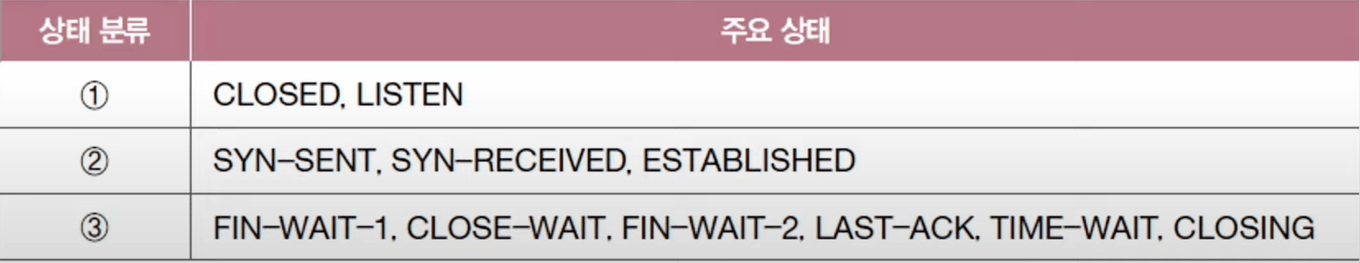 상태 분류 주요 상태
① CLOSED, LISTEN
② SYN–SENT, SYN–RECEIVED, ESTABLISHED
③ FIN–WAIT–1, CLOSE–WAIT, FIN–WAIT–2, LAST–ACK, TIME–WAIT, CLOSING